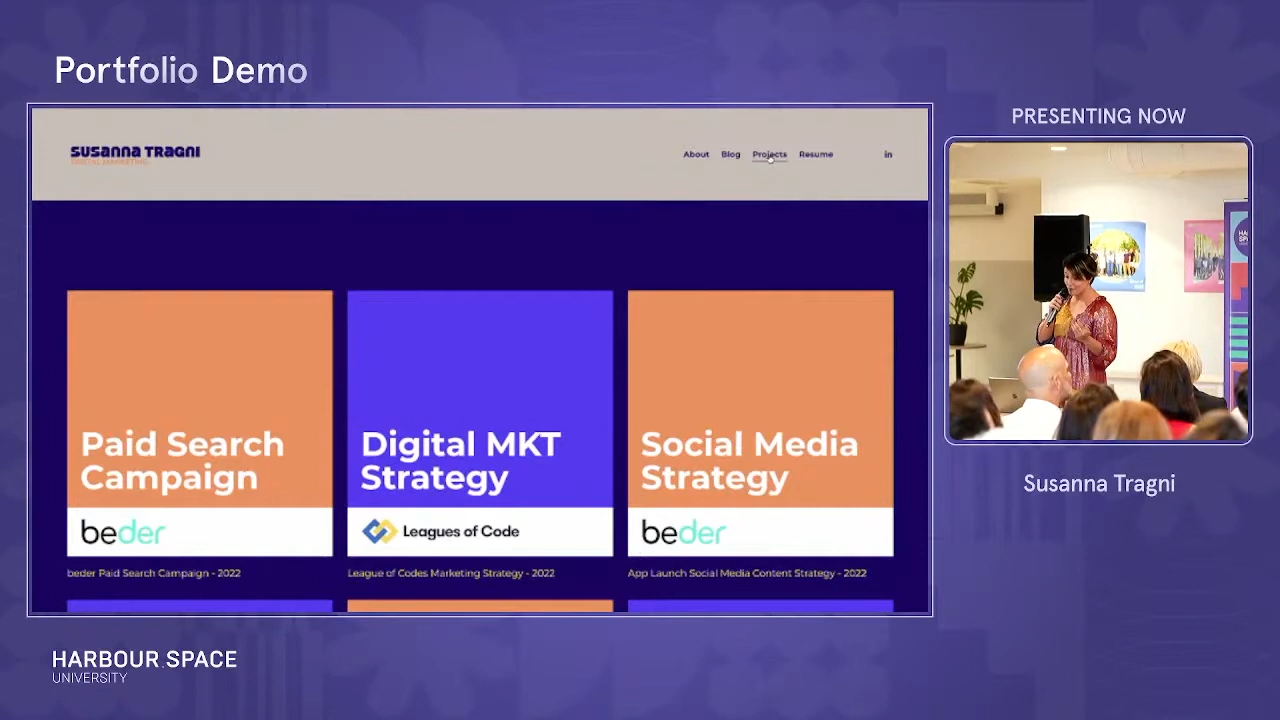 Portfolio Demo
PRESENTING NOW
SUSANNA TRAGNI
DIGITAL MARKETING
About Blog Projects Resume in
Paid Search
Campaign
beder
beder Paid Search Campaign - 2022
Digital MKT
Strategy
Leagues of Code
League of Codes Marketing Strategy - 2022
Social Media
Strategy
beder
App Launch Social Media Content Strategy - 2022
Susanna Tragni
HARBOUR.SPACE
UNIVERSITY